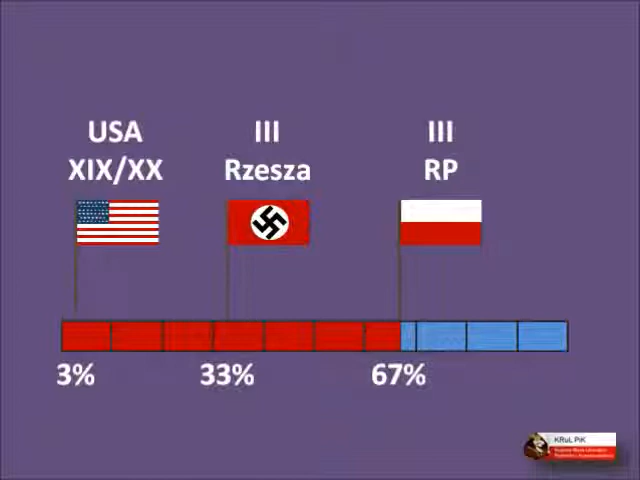 USA
XIX/XX
III
Rzesza
III
RP
3%
33%
67%
KRuL PiK